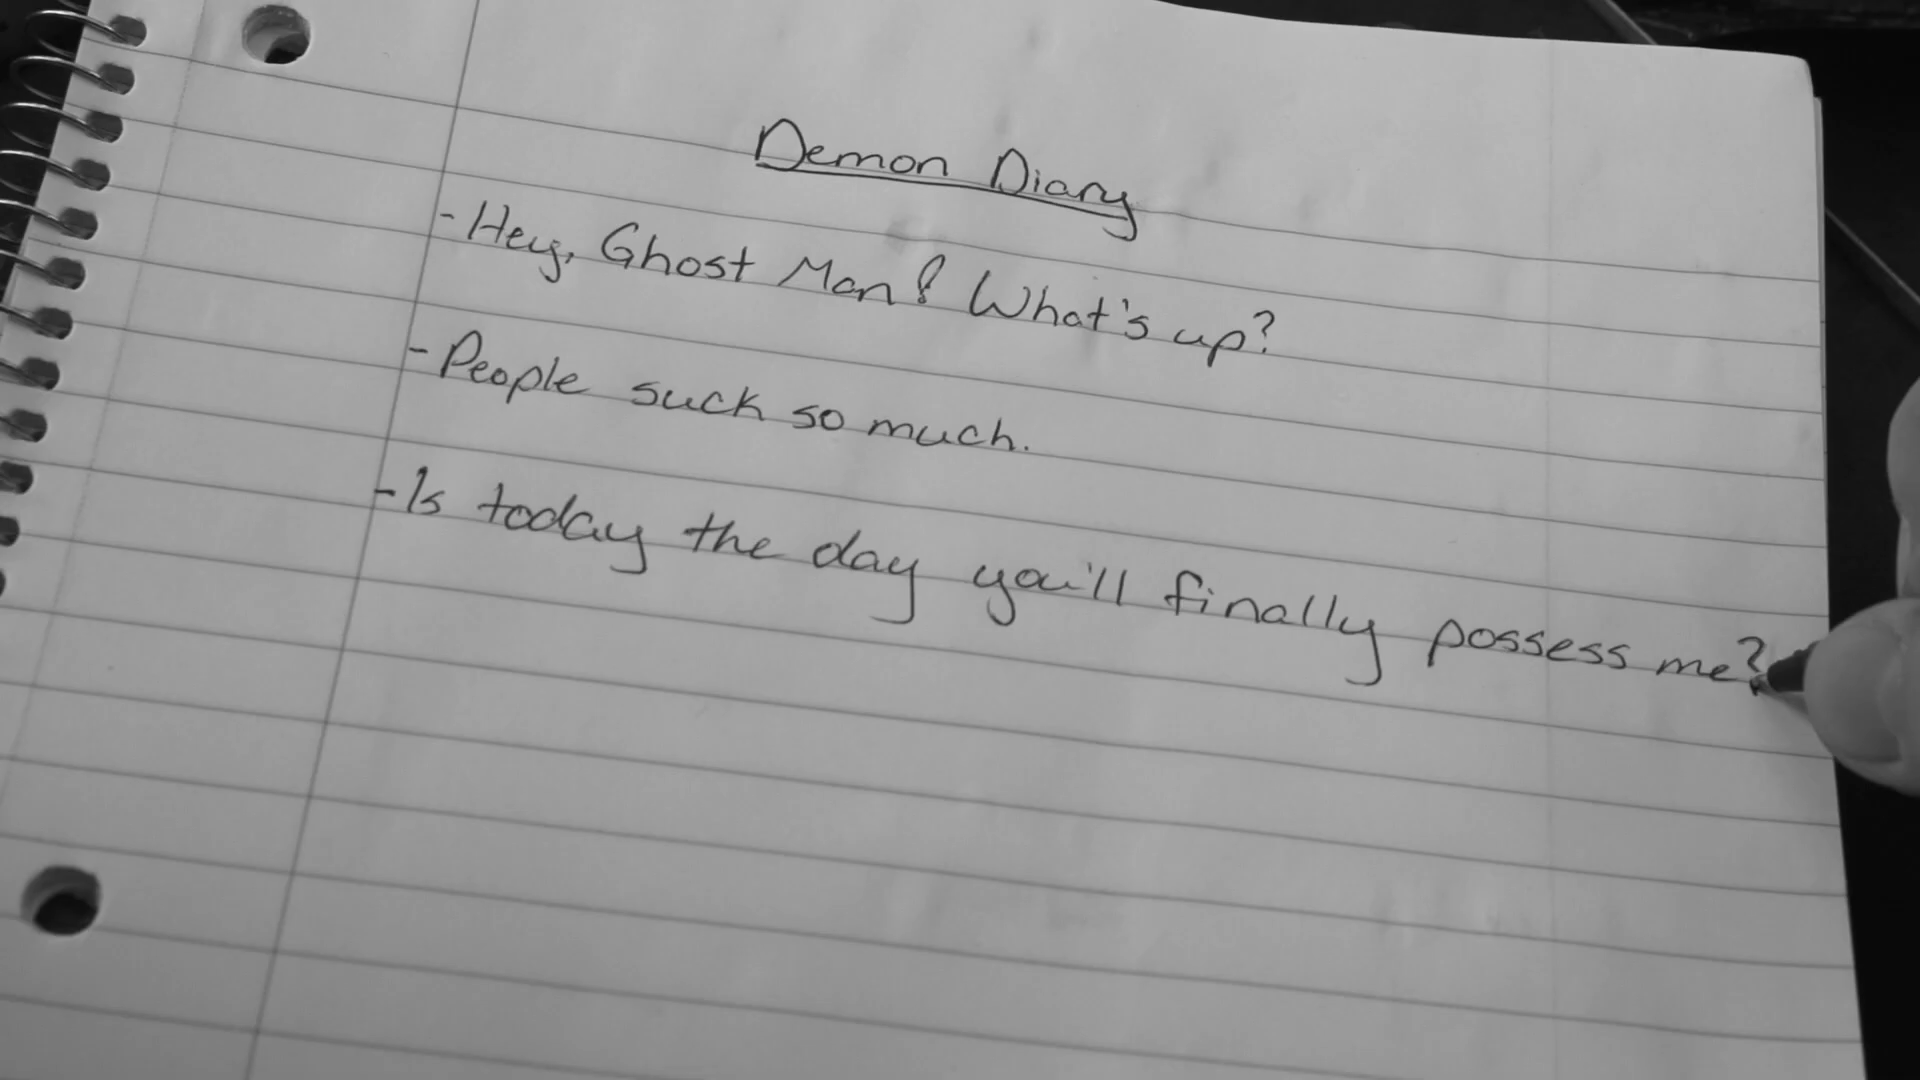 Demon Diary
- Hey, Ghost Man! What's up?
- People suck so much.
- Is today the day you'll finally possess me?